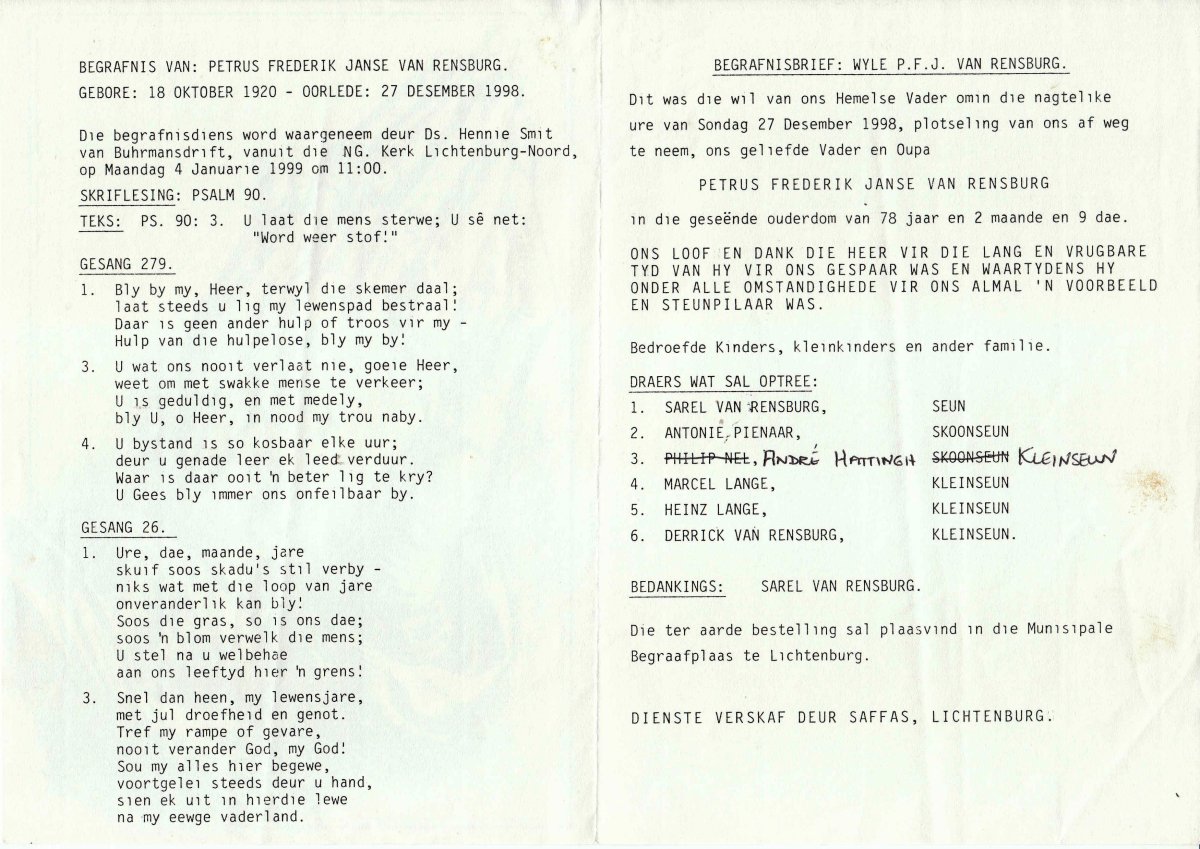 BEGRAFNIS VAN: PETRUS FREDERIK JANSE VAN RENSBURG.
GEBORE: 18 OKTOBER 1920 - OORLEDE: 27 DESEMBER 1998.
Die begrafnisdiens word waargeneem deur Ds. Hennie Smit
van Buhrmansdrift, vanuit die NG. Kerk Lichtenburg-Noord,
op Maandag 4 Januarie 1999 om 11:00.
SKRIFLESING: PSALM 90.
TEKS: PS. 90: 3. U laat die mens sterwe; U sê net:
"Word weer stof!"
GESANG 279.
1. Bly by my, Heer, terwyl die skemer daal;
laat steeds u lig my lewenspad bestraal!
Daar is geen ander hulp of troos vir my -
Hulp van die hulpelose, bly my by!
3. U wat ons nooit verlaat nie, goeie Heer,
weet om met swakke mense te verkeer;
U is geduldig, en met medely,
bly U, o Heer, in nood my trou naby.
4. U bystand is so kosbaar elke uur;
deur u genade leer ek leed verduur.
Waar is daar ooit 'n beter lig te kry?
U Gees bly immer ons onfeilbaar by.
GESANG 26.
1. Ure, dae, maande, jare
skuif soos skadu's stil verby -
niks wat met die loop van jare
onveranderlik kan bly!
Soos die gras, so is ons dae;
soos 'n blom verwelk die mens;
U stel na u welbehae
aan ons leeftyd hier 'n grens!
3. Snel dan heen, my lewensjare,
met jul droefheid en genot.
Tref my rampe of gevare,
nooit verander God, my God!
Sou my alles hier begewe,
voortgelei steeds deur u hand,
sien ek uit in hierdie lewe
na my eewge vaderland.
BEGRAFNISBRIEF: WYLE P.F.J. VAN RENSBURG.
Dit was die wil van ons Hemelse Vader omin die nagtelike
ure van Sondag 27 Desember 1998, plotseling van ons af weg
te neem, ons geliefde Vader en Oupa
PETRUS FREDERIK JANSE VAN RENSBURG
in die geseënde ouderdom van 78 jaar en 2 maande en 9 dae.
ONS LOOF EN DANK DIE HEER VIR DIE LANG EN VRUGBARE
TYD VAN HY VIR ONS GESPAAR WAS EN WAARTYDENS HY
ONDER ALLE OMSTANDIGHEDE VIR ONS ALMAL 'N VOORBEELD
EN STEUNPILAAR WAS.
Bedroefde Kinders, kleinkinders en ander familie.
DRAERS WAT SAL OPTREE:
1. SAREL VAN RENSBURG, SEUN
2. ANTONIE PIENAAR, SKOONSEUN
3. PHILIP NEL, ANDRÉ HATTINGH SKOONSEUN KLEINSEUN
4. MARCEL LANGE, KLEINSEUN
5. HEINZ LANGE, KLEINSEUN
6. DERRICK VAN RENSBURG, KLEINSEUN.
BEDANKINGS: SAREL VAN RENSBURG.
Die ter aarde bestelling sal plaasvind in die Munisipale
Begraafplaas te Lichtenburg.
DIENSTE VERSKAF DEUR SAFFAS, LICHTENBURG.